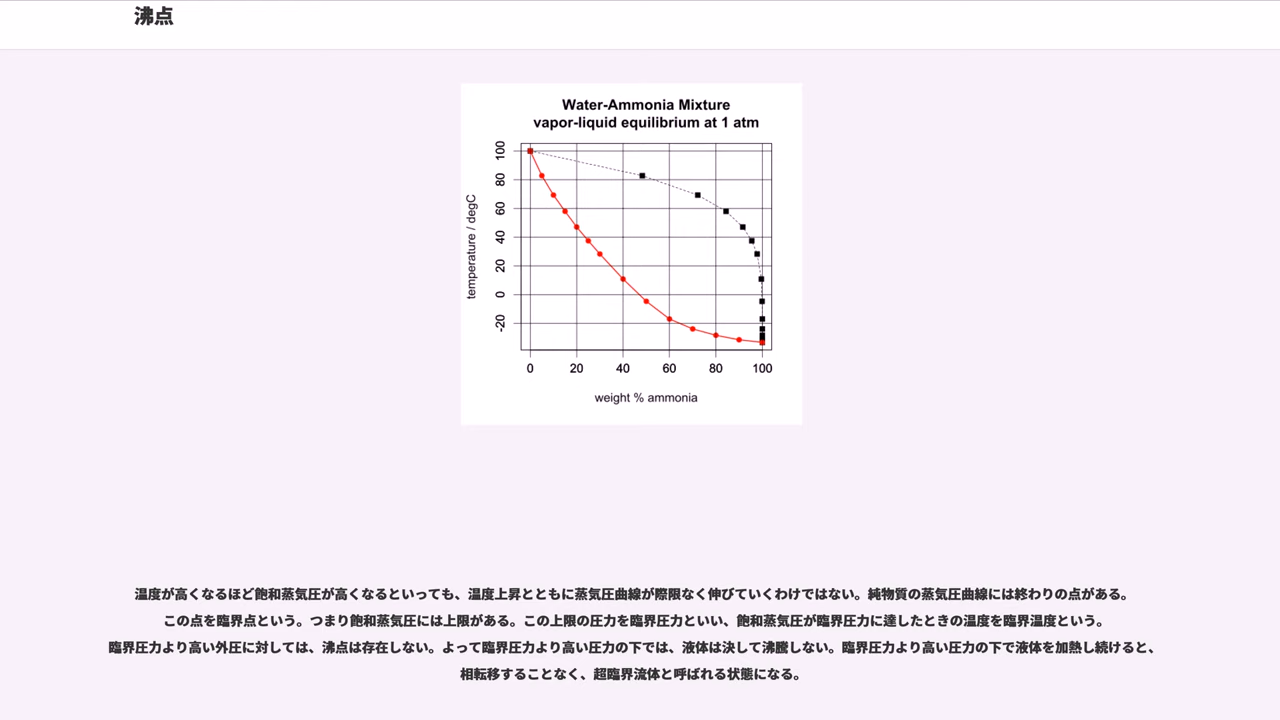 沸点
Water-Ammonia Mixture
vapor-liquid equilibrium at 1 atm
temperature / degC
100
80
60
40
20
0
-20
0 20 40 60 80 100
weight % ammonia
温度が高くなるほど飽和蒸気圧が高くなるといっても、温度上昇とともに蒸気圧曲線が際限なく伸びていくわけではない。純物質の蒸気圧曲線には終わりの点がある。
この点を臨界点という。つまり飽和蒸気圧には上限がある。この上限の圧力を臨界圧力といい、飽和蒸気圧が臨界圧力に達したときの温度を臨界温度という。
臨界圧力より高い外圧に対しては、沸点は存在しない。よって臨界圧力より高い圧力の下では、液体は決して沸騰しない。臨界圧力より高い圧力の下で液体を加熱し続けると、
相転移することなく、超臨界流体と呼ばれる状態になる。